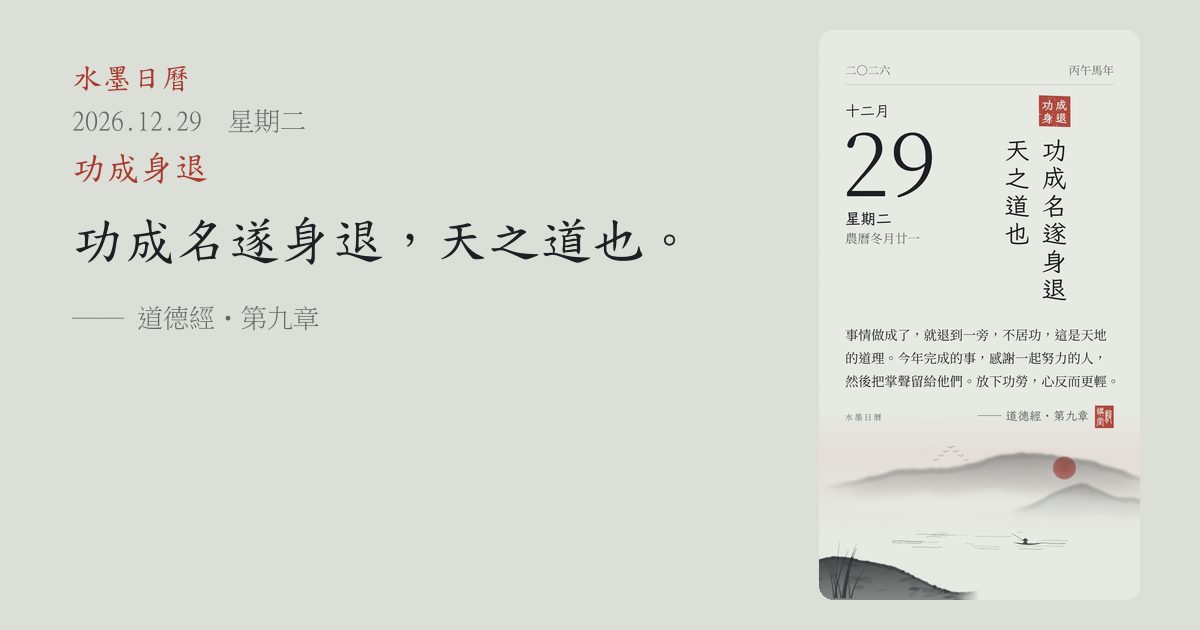 水墨日曆
2026.12.29 星期二
功成身退
功成名遂身退，天之道也。
—— 道德經・第九章
二〇二六
丙午馬年
十二月
29
星期二
農曆冬月廿一
功成身退
功成名遂身退
天之道也
事情做成了，就退到一旁，不居功，這是天地
的道理。今年完成的事，感謝一起努力的人，
然後把掌聲留給他們。放下功勞，心反而更輕。
水墨日曆
—— 道德經・第九章